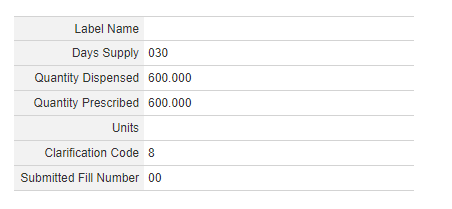 Label Name
Days Supply 030
Quantity Dispensed 600.000
Quantity Prescribed 600.000
Units
Clarification Code 8
Submitted Fill Number 00